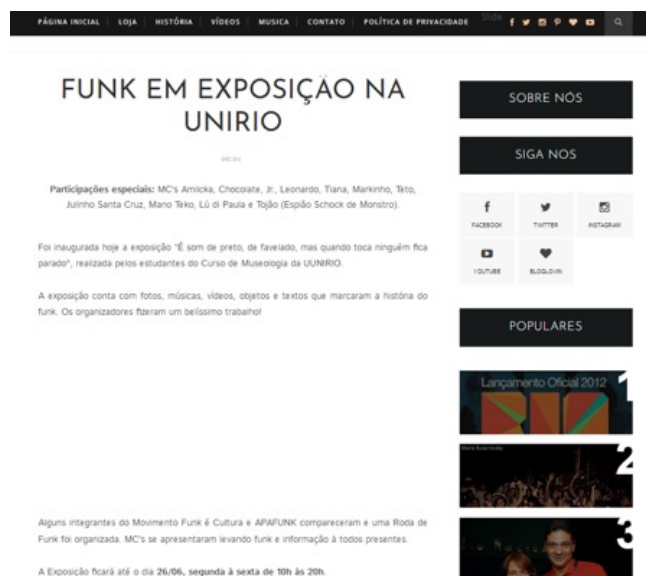 PÁGINA INICIAL LOJA HISTÓRIA VÍDEOS MUSICA CONTATO POLÍTICA DE PRIVACIDADE Slide
FUNK EM EXPOSIÇÃO NA
UNIRIO
Participações especiais: MC's Amilcka, Chocolate, Jr., Leonardo, Tiana, Markinho, Teto,
Julinho Santa Cruz, Mano Teko, Lú di Paula e Tojão (Espião Schock de Monstro).
Foi inaugurada hoje a exposição "É som de preto, de favelado, mas quando toca ninguém fica
parado", realizada pelos estudantes do Curso de Museologia da UUNIRIO.
A exposição conta com fotos, músicas, vídeos, objetos e textos que marcaram a história do
funk. Os organizadores fizeram um belíssimo trabalho!
Alguns integrantes do Movimento Funk é Cultura e APAFUNK compareceram e uma Roda de
Funk foi organizada. MC's se apresentaram levando funk e informação à todos presentes.
A Exposição ficará até o dia 26/06, segunda à sexta de 10h às 20h.
SOBRE NÓS
SIGA NOS
FACEBOOK TWITTER INSTAGRAM
YOUTUBE BLOGLOVIN
POPULARES
Lançamento Oficial 2012
1
RIO
2
3